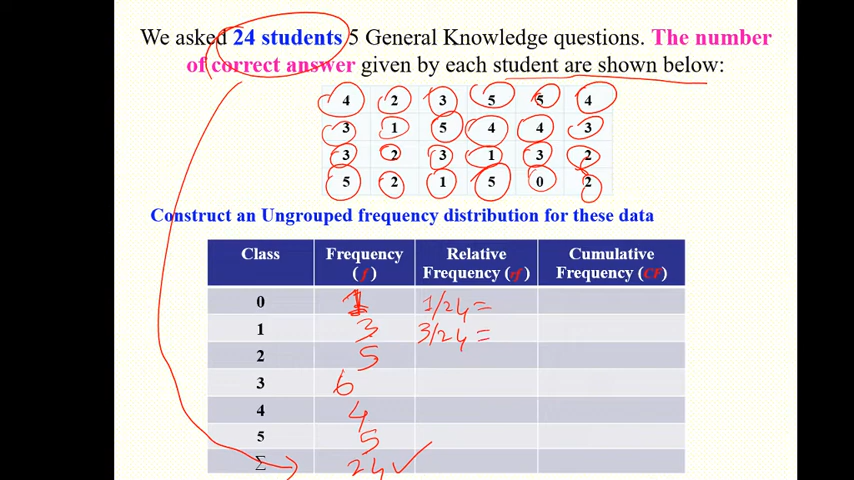 We asked 24 students 5 General Knowledge questions. The number
of correct answer given by each student are shown below:
4 2 3 5 5 4
3 1 5 4 4 3
3 2 3 1 3 2
5 2 1 5 0 2
Construct an Ungrouped frequency distribution for these data
Class Frequency (f) Relative Frequency (rf) Cumulative Frequency (CF)
0 1 1/24 =
1 3 3/24 =
2 5
3 6
4 4
5 5
Σ 24